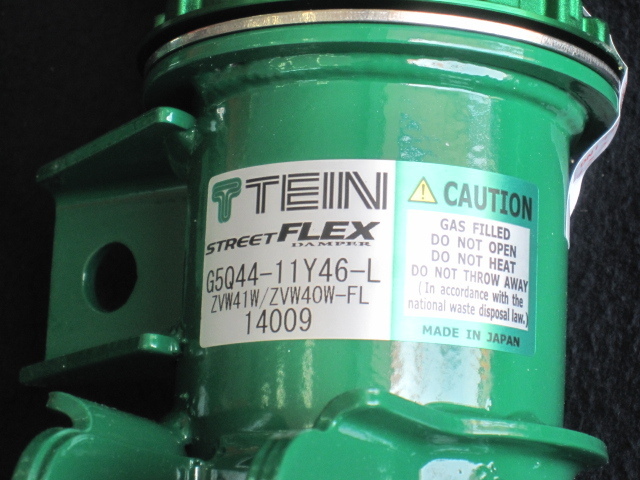 TEIN
STREET FLEX
DAMPER
G5Q44-11Y46-L
ZVW41W/ZVW40W-FL
14009
CAUTION
GAS FILLED
DO NOT OPEN
DO NOT HEAT
DO NOT THROW AWAY
( In accordance with the
national waste disposal law.)
MADE IN JAPAN